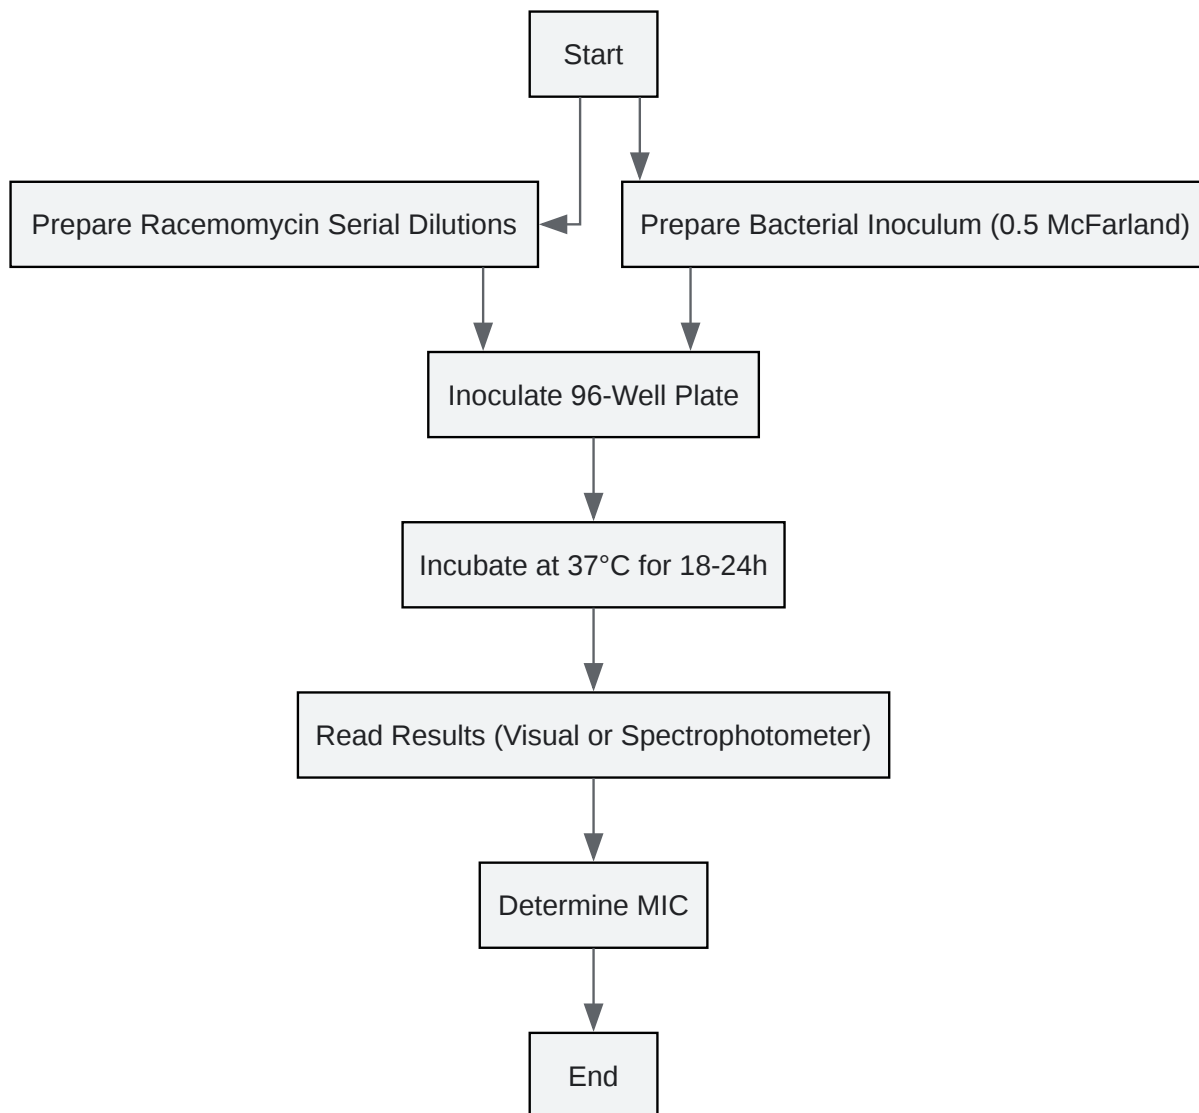 Start
Prepare Racemomycin Serial Dilutions
Prepare Bacterial Inoculum (0.5 McFarland)
Inoculate 96-Well Plate
Incubate at 37°C for 18-24h
Read Results (Visual or Spectrophotometer)
Determine MIC
End